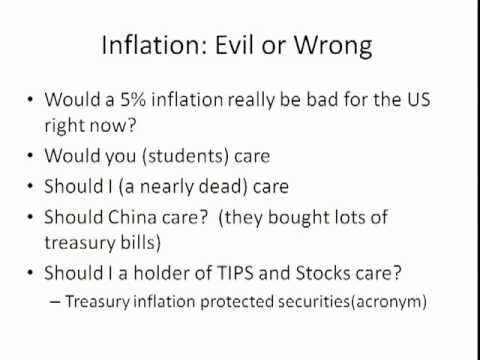 Inflation: Evil or Wrong
• Would a 5% inflation really be bad for the US
right now?
• Would you (students) care
• Should I (a nearly dead) care
• Should China care? (they bought lots of
treasury bills)
• Should I a holder of TIPS and Stocks care?
– Treasury inflation protected securities(acronym)